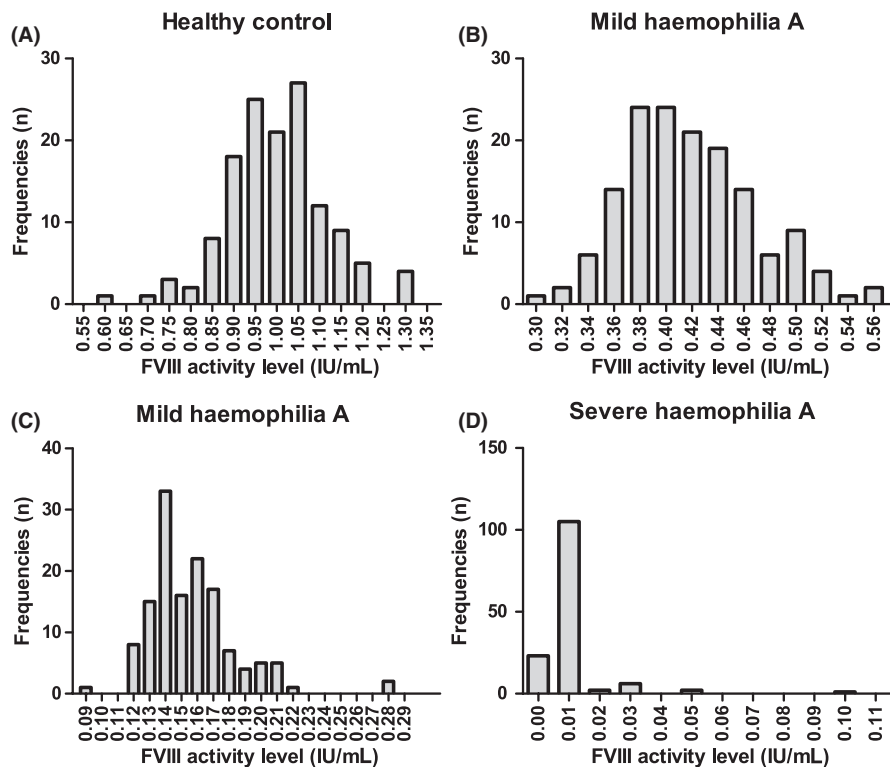 (A)
Healthy control
Frequencies (n)
30
20
10
0
0.55 0.60 0.65 0.70 0.75 0.80 0.85 0.90 0.95 1.00 1.05 1.10 1.15 1.20 1.25 1.30 1.35
FVIII activity level (IU/mL)
(B)
Mild haemophilia A
Frequencies (n)
30
20
10
0
0.30 0.32 0.34 0.36 0.38 0.40 0.42 0.44 0.46 0.48 0.50 0.52 0.54 0.56
FVIII activity level (IU/mL)
(C)
Mild haemophilia A
Frequencies (n)
40
30
20
10
0
0.09 0.10 0.11 0.12 0.13 0.14 0.15 0.16 0.17 0.18 0.19 0.20 0.21 0.22 0.23 0.24 0.25 0.26 0.27 0.28 0.29
FVIII activity level (IU/mL)
(D)
Severe haemophilia A
Frequencies (n)
150
100
50
0
0.00 0.01 0.02 0.03 0.04 0.05 0.07 0.08 0.09 0.10 0.11
FVIII activity level (IU/mL)